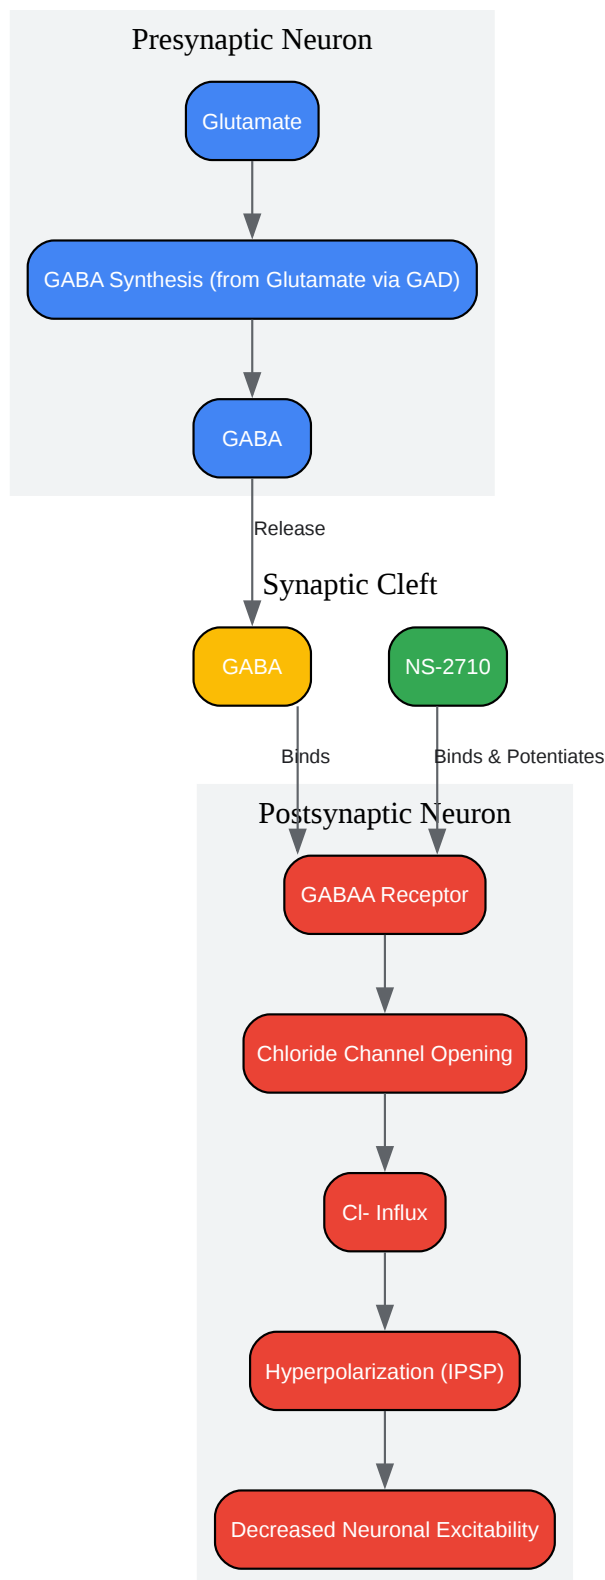 Presynaptic Neuron
Glutamate
GABA Synthesis (from Glutamate via GAD)
GABA
Release
Synaptic Cleft
GABA
NS-2710
Binds
Binds & Potentiates
Postsynaptic Neuron
GABAA Receptor
Chloride Channel Opening
Cl- Influx
Hyperpolarization (IPSP)
Decreased Neuronal Excitability